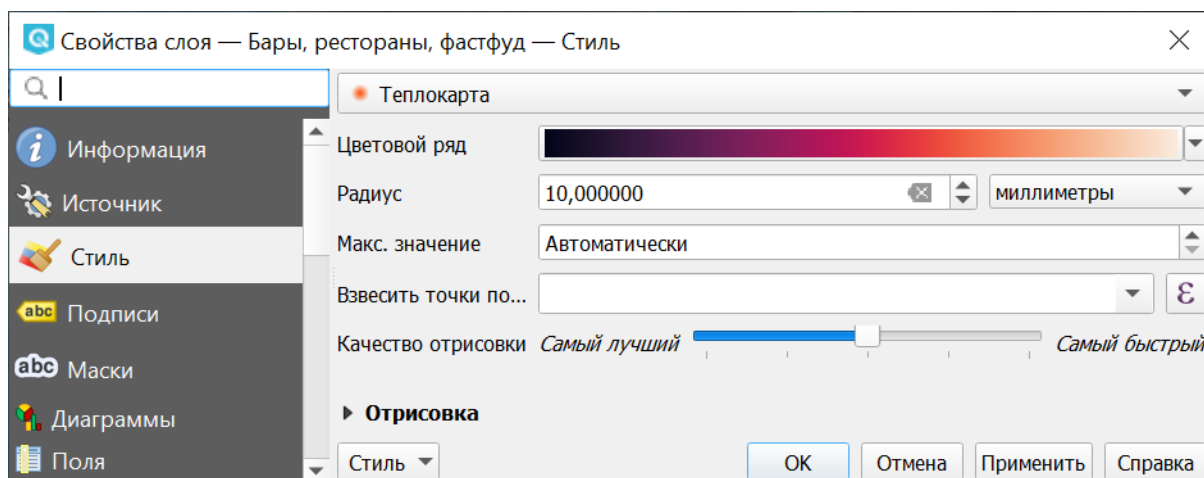 Свойства слоя — Бары, рестораны, фастфуд — Стиль
Информация
Источник
Стиль
abc Подписи
abc Маски
Диаграммы
Поля
Теплокарта
Цветовой ряд
Радиус 10,000000 миллиметры
Макс. значение Автоматически
Взвесить точки по... ε
Качество отрисовки Самый лучший Самый быстрый
Отрисовка
Стиль OK Отмена Применить Справка